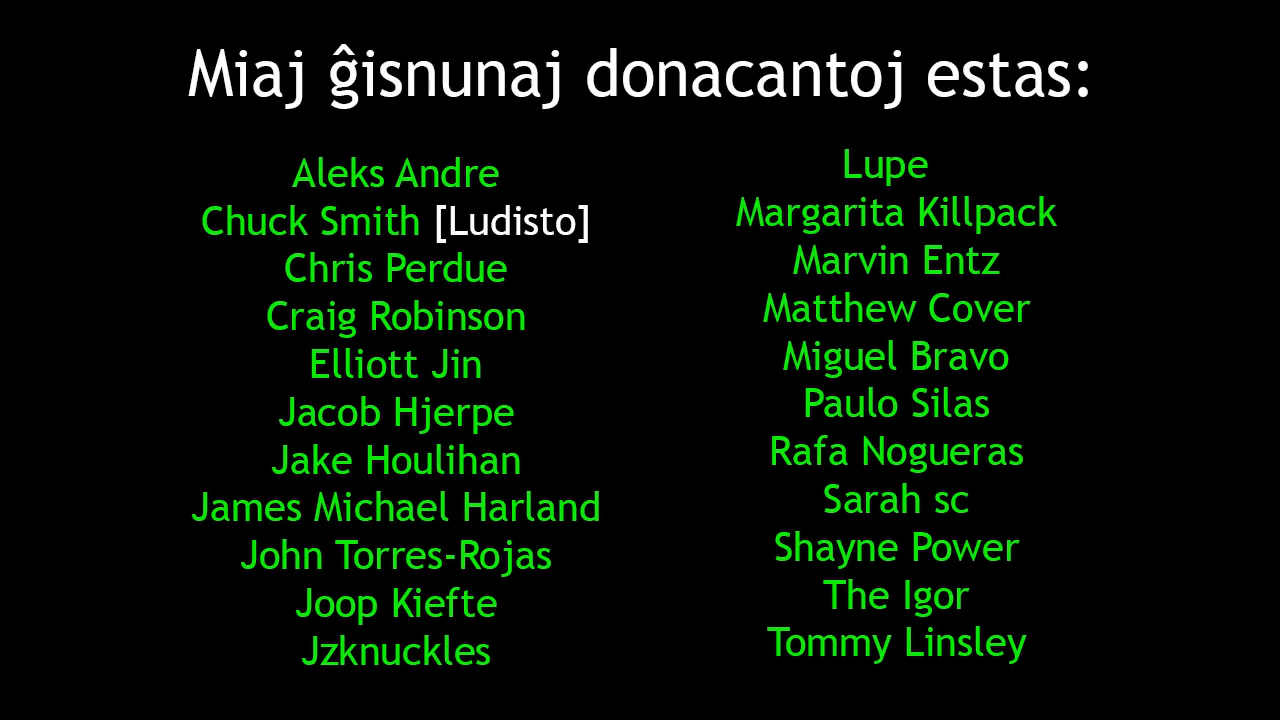 Miaj ĝisnunaj donacantoj estas:
Aleks Andre
Chuck Smith [Ludisto]
Chris Perdue
Craig Robinson
Elliott Jin
Jacob Hjerpe
Jake Houlihan
James Michael Harland
John Torres-Rojas
Joop Kiefte
Jzknuckles
Lupe
Margarita Killpack
Marvin Entz
Matthew Cover
Miguel Bravo
Paulo Silas
Rafa Nogueras
Sarah sc
Shayne Power
The Igor
Tommy Linsley